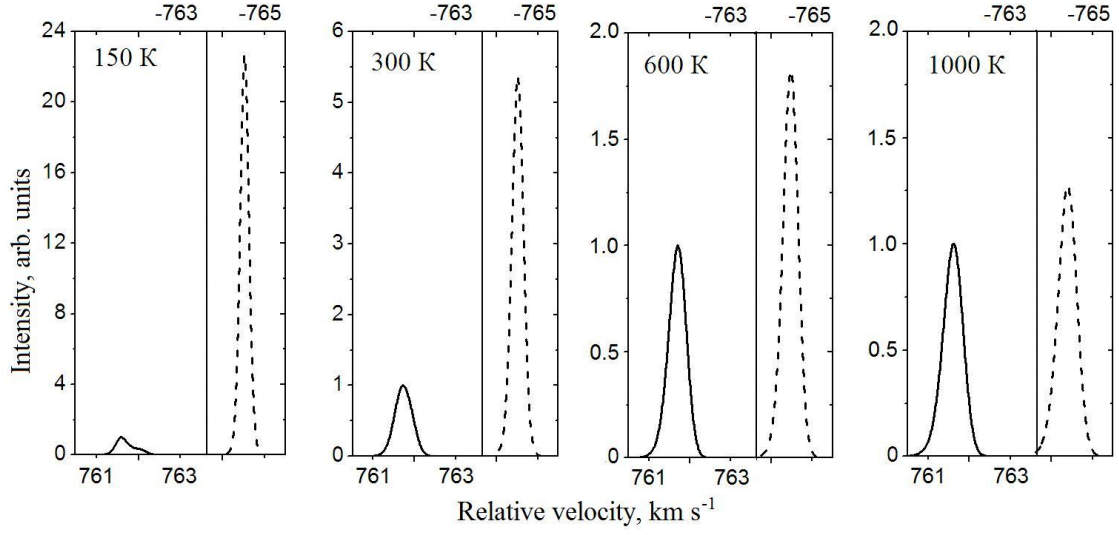 -763 -765 -763 -765 -763 -765 -763 -765
24 6 2.0 2.0
150 K 300 K 600 K 1000 K
20 5
1.5 1.5
16 4
12 3 1.0 1.0
8 2
0.5 0.5
4 1
0 0 0 0
761 763 761 763 761 763 761 763
Intensity, arb. units
Relative velocity, km s-1